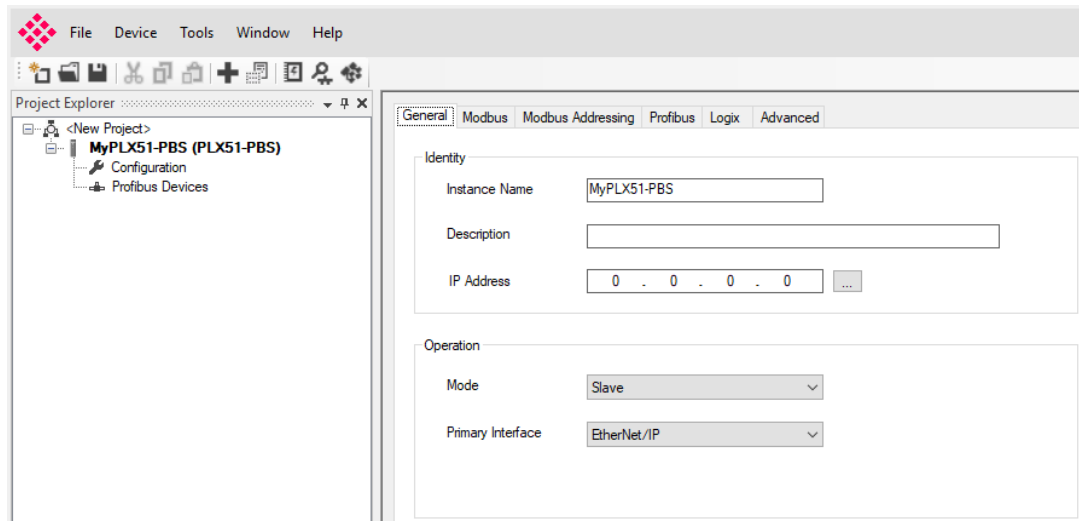 File Device Tools Window Help
Project Explorer
<New Project>
MyPLX51-PBS (PLX51-PBS)
Configuration
Profibus Devices
General Modbus Modbus Addressing Profibus Logix Advanced
Identity
Instance Name MyPLX51-PBS
Description
IP Address 0 . 0 . 0 . 0 ...
Operation
Mode Slave
Primary Interface EtherNet/IP